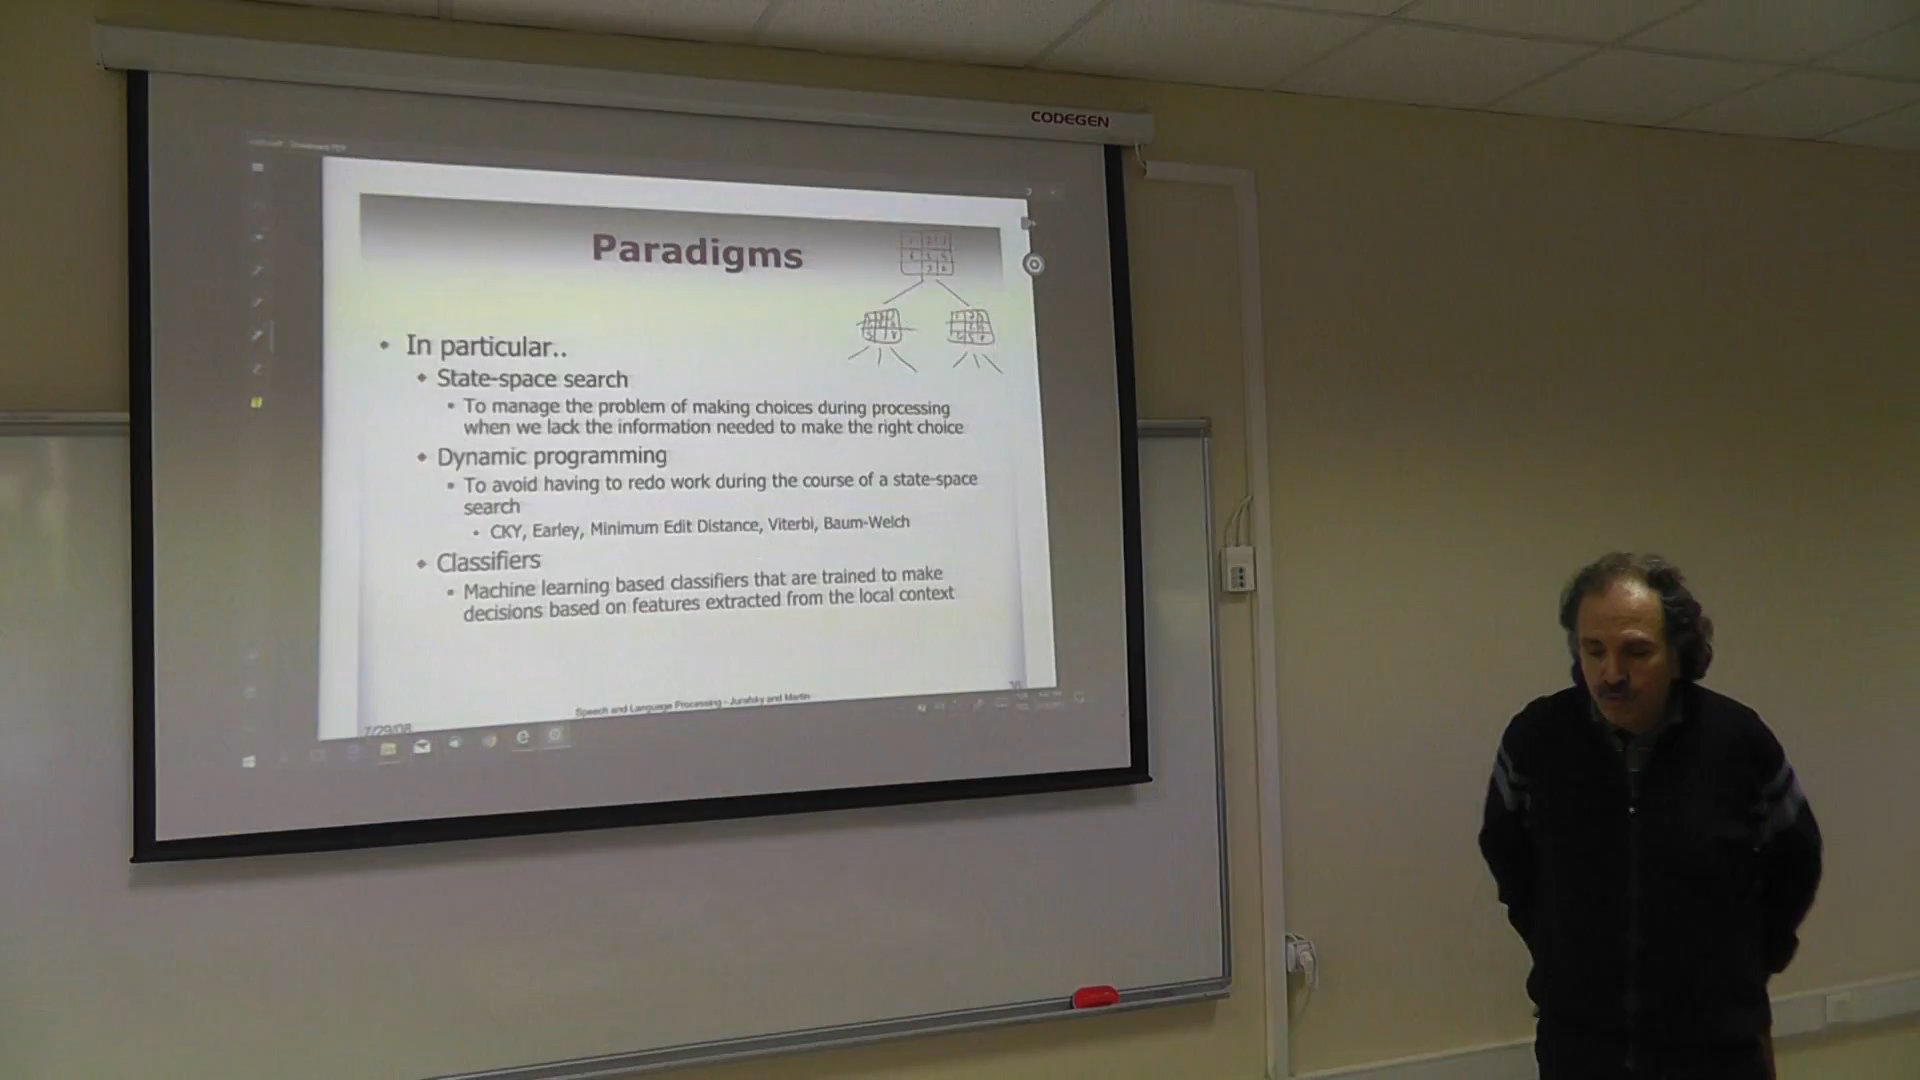 CODEGEN
Paradigms
• In particular..
• State-space search
• To manage the problem of making choices during processing
when we lack the information needed to make the right choice
• Dynamic programming
• To avoid having to redo work during the course of a state-space
search
• CKY, Earley, Minimum Edit Distance, Viterbi, Baum-Welch
• Classifiers
• Machine learning based classifiers that are trained to make
decisions based on features extracted from the local context
Speech and Language Processing - Jurafsky and Martin
7/29/08